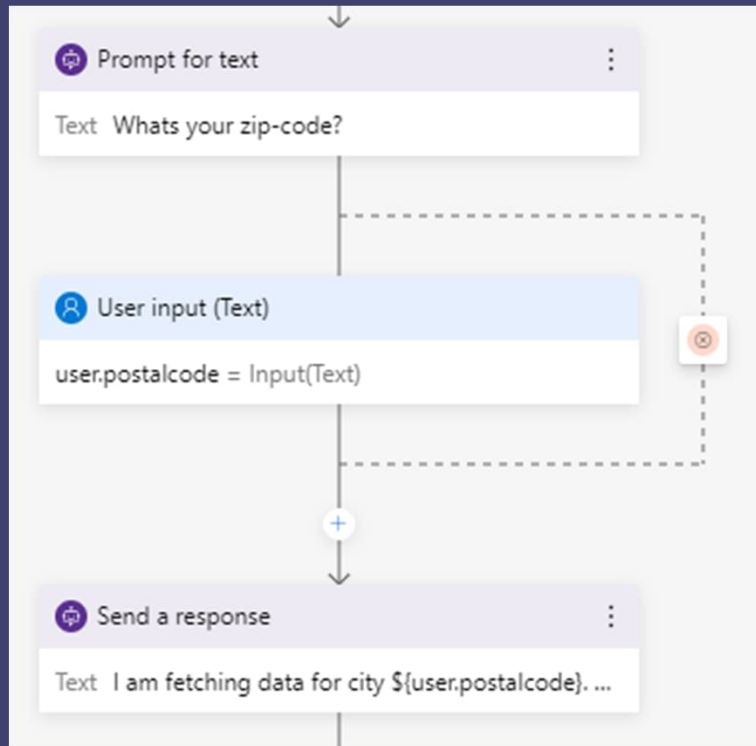 Prompt for text
Text Whats your zip-code?
User input (Text)
user.postalcode = Input(Text)
Send a response
Text I am fetching data for city ${user.postalcode}. ...